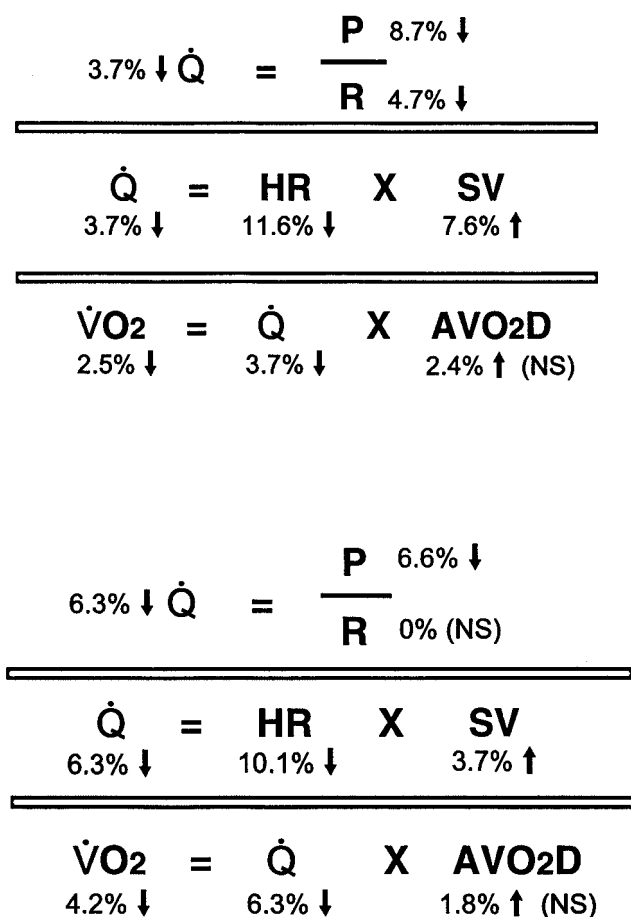 P 8.7% ↓
3.7% ↓ Q̇ =
R 4.7% ↓
Q̇ = HR X SV
3.7% ↓ 11.6% ↓ 7.6% ↑
V̇O2 = Q̇ X AVO2D
2.5% ↓ 3.7% ↓ 2.4% ↑ (NS)
P 6.6% ↓
6.3% ↓ Q̇ =
R 0% (NS)
Q̇ = HR X SV
6.3% ↓ 10.1% ↓ 3.7% ↑
V̇O2 = Q̇ X AVO2D
4.2% ↓ 6.3% ↓ 1.8% ↑ (NS)